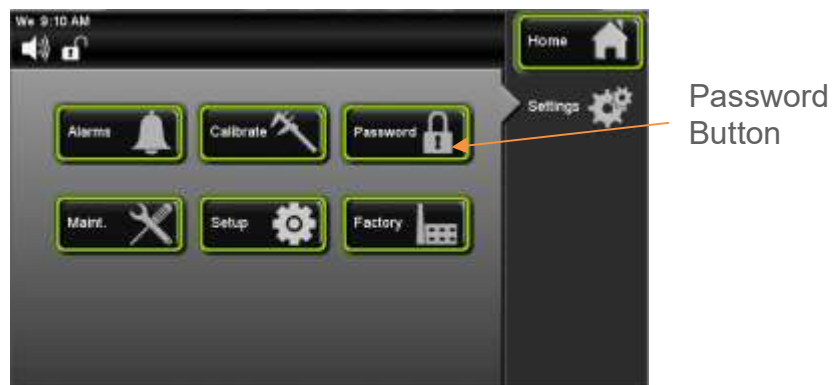 We 9:10 AM
Home
Settings
Alarms
Calibrate
Password
Maint.
Setup
Factory
Password
Button